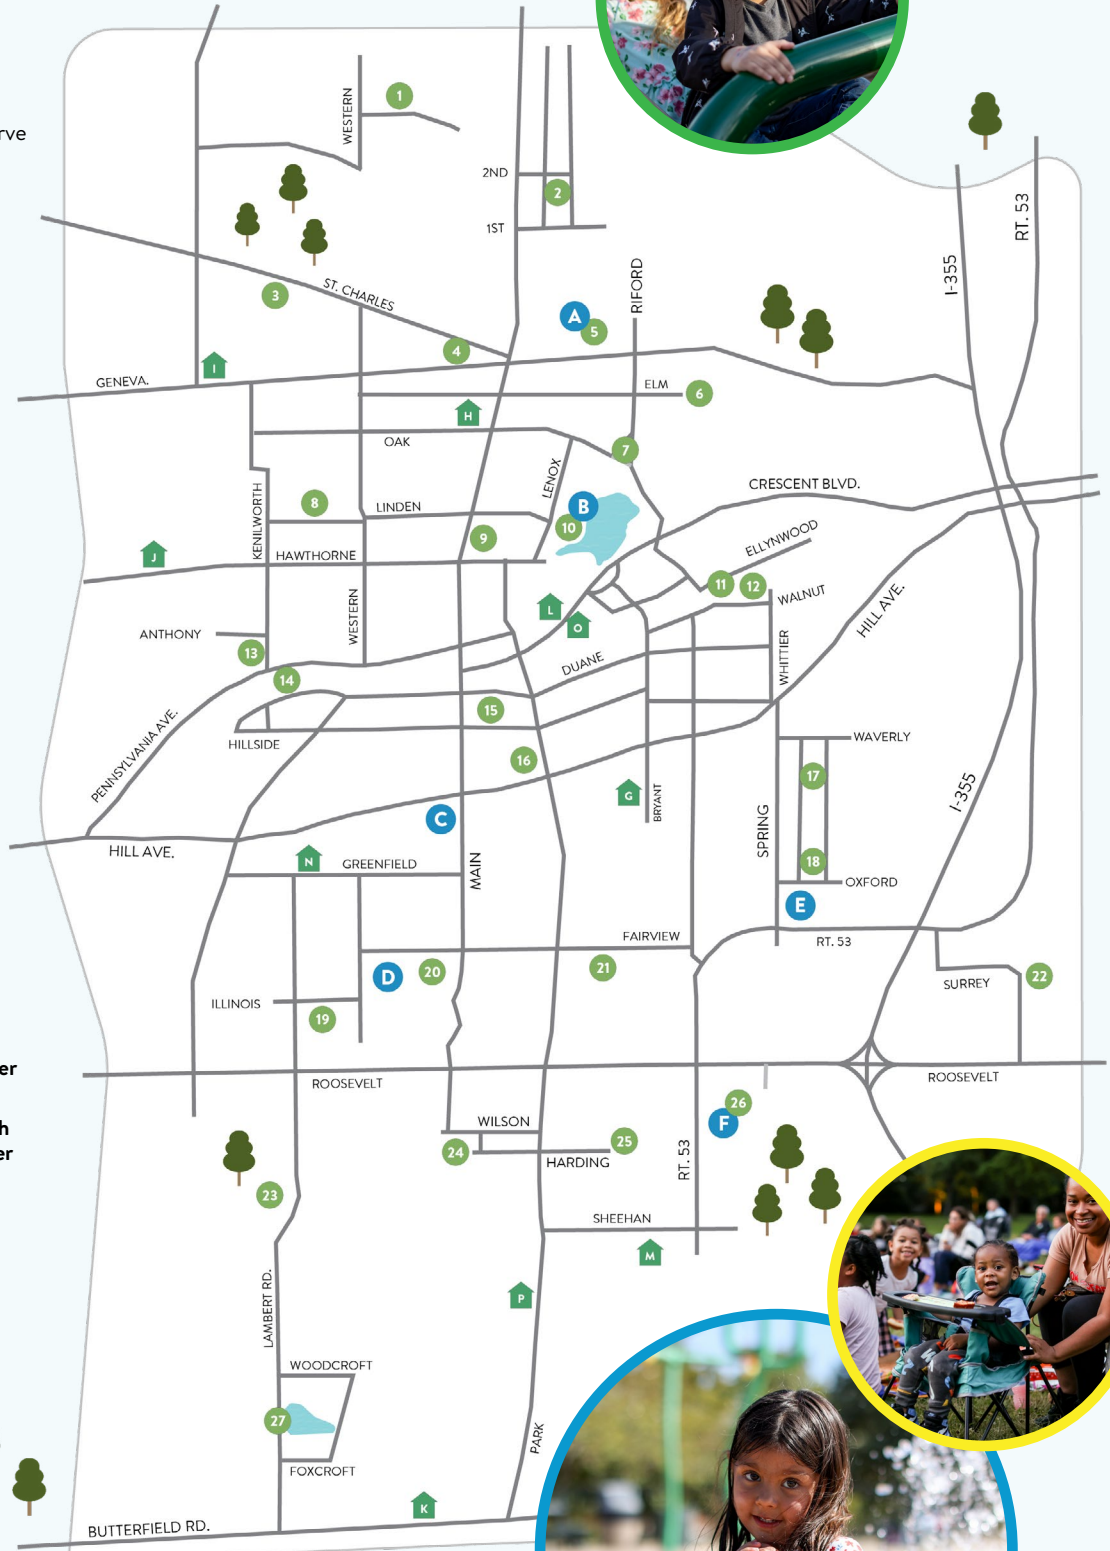 rve
WESTERN
1
2ND
2
1ST
RT. 53
I-355
RIFORD
3
ST. CHARLES
A
5
4
I
GENEVA.
ELM
6
H
OAK
7
LENOX
CRESCENT BLVD.
KENILWORTH
8
LINDEN
B
10
9
ELLYNWOOD
J
HAWTHORNE
11
12
WALNUT
HILL AVE.
WESTERN
L
O
ANTHONY
13
DUANE
WHITTIER
14
15
PENNSYLVANIA AVE.
HILLSIDE
WAVERLY
16
17
I-355
G
BRYANT
C
SPRING
HILL AVE.
N
GREENFIELD
MAIN
18
OXFORD
E
FAIRVIEW
RT. 53
D
20
21
22
SURREY
ILLINOIS
19
er
ROOSEVELT
ROOSEVELT
26
F
h
WILSON
er
24
25
HARDING
RT. 53
23
SHEEHAN
M
P
LAMBERT RD.
WOODCROFT
27
PARK
FOXCROFT
K
BUTTERFIELD RD.